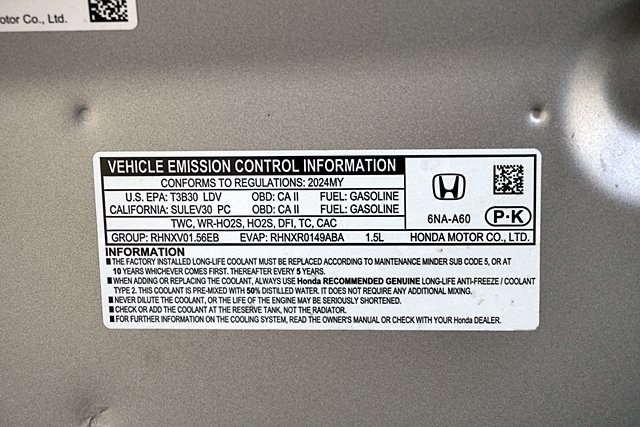 otor Co., Ltd.
VEHICLE EMISSION CONTROL INFORMATION
CONFORMS TO REGULATIONS: 2024MY
U.S. EPA: T3B30 LDV OBD: CA II FUEL: GASOLINE
CALIFORNIA: SULEV30 PC OBD: CA II FUEL: GASOLINE
TWC, WR-HO2S, HO2S, DFI, TC, CAC
GROUP: RHNXV01.56EB EVAP: RHNXR0149ABA 1.5L
6NA-A60 P·K
HONDA MOTOR CO., LTD.
INFORMATION
■THE FACTORY INSTALLED LONG-LIFE COOLANT MUST BE REPLACED ACCORDING TO MAINTENANCE MINDER SUB CODE 5, OR AT
10 YEARS WHICHEVER COMES FIRST. THEREAFTER EVERY 5 YEARS.
■WHEN ADDING OR REPLACING THE COOLANT, ALWAYS USE Honda RECOMMENDED GENUINE LONG-LIFE ANTI-FREEZE / COOLANT
TYPE 2. THIS COOLANT IS PRE-MIXED WITH 50% DISTILLED WATER. IT DOES NOT REQUIRE ANY ADDITIONAL MIXING.
■NEVER DILUTE THE COOLANT, OR THE LIFE OF THE ENGINE MAY BE SERIOUSLY SHORTENED.
■CHECK OR ADD THE COOLANT AT THE RESERVE TANK, NOT THE RADIATOR.
■FOR FURTHER INFORMATION ON THE COOLING SYSTEM, READ THE OWNER'S MANUAL OR CHECK WITH YOUR Honda DEALER.